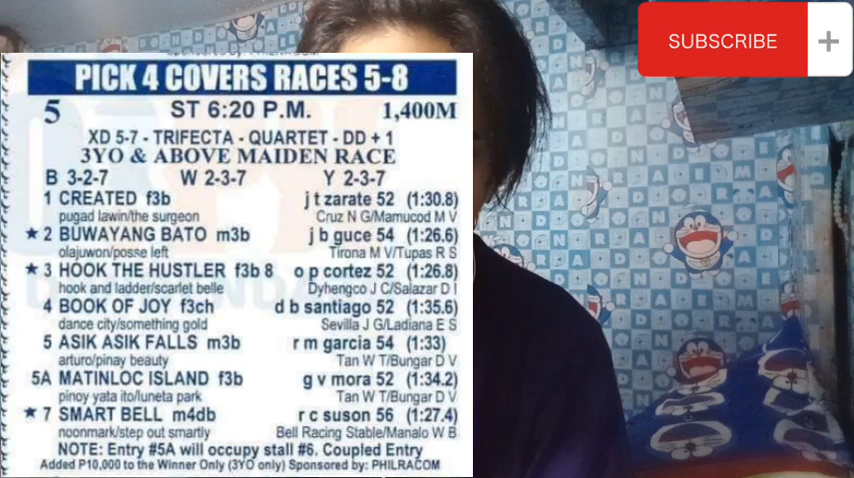 SUBSCRIBE +
PICK 4 COVERS RACES 5-8
5 ST 6:20 P.M. 1,400M
XD 5-7 - TRIFECTA - QUARTET - DD + 1
3YO & ABOVE MAIDEN RACE
B 3-2-7 W 2-3-7 Y 2-3-7
1 CREATED f3b j t zarate 52 (1:30.8)
pugad lawin/the surgeon Cruz N G/Mamucod M V
★ 2 BUWAYANG BATO m3b j b guce 54 (1:26.6)
olajuwon/posse left Tirona M V/Tupas R S
★ 3 HOOK THE HUSTLER f3b 8 o p cortez 52 (1:26.8)
hook and ladder/scarlet belle Dyhengco J C/Salazar D I
4 BOOK OF JOY f3ch d b santiago 52 (1:35.6)
dance city/something gold Sevilla J G/Ladiana E S
5 ASIK ASIK FALLS m3b r m garcia 54 (1:33)
arturo/pinay beauty Tan W T/Bungar D V
5A MATINLOC ISLAND f3b g v mora 52 (1:34.2)
pinoy yata ito/luneta park Tan W T/Bungar D V
★ 7 SMART BELL m4db r c suson 56 (1:27.4)
noonmark/step out smartly Bell Racing Stable/Manalo W B
NOTE: Entry #5A will occupy stall #6. Coupled Entry
Added P10,000 to the Winner Only (3YO only) Sponsored by: PHILRACOM